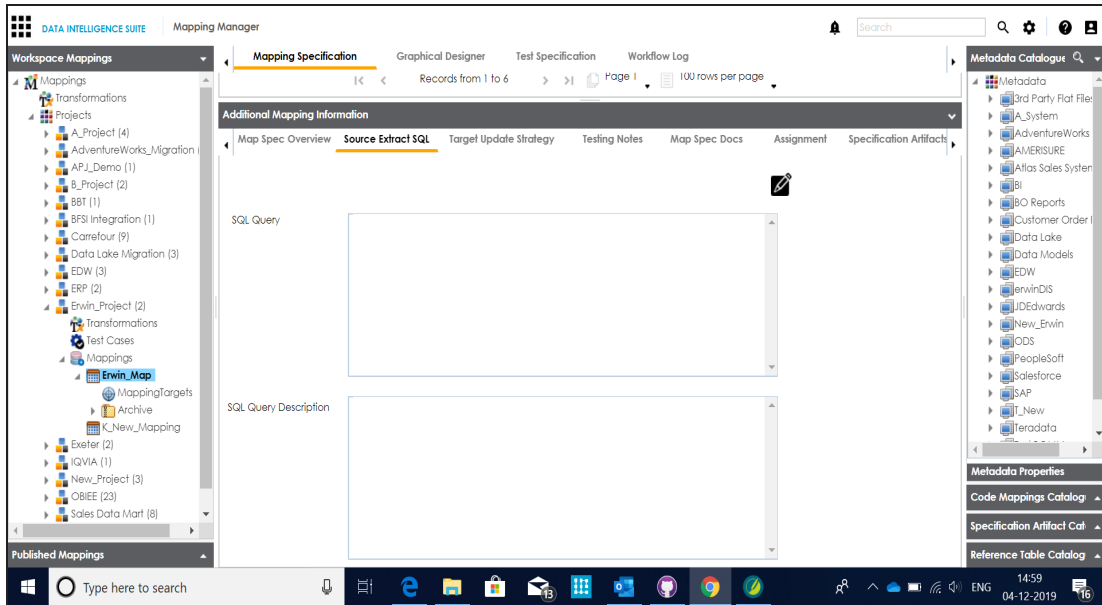 DATA INTELLIGENCE SUITE
Mapping Manager
Search
Workspace Mappings
Mappings
Transformations
Projects
A_Project (4)
AdventureWorks_Migration
APJ_Demo (1)
B_Project (2)
BBT (1)
BFSI Integration (1)
Carrefour (9)
Data Lake Migration (3)
EDW (3)
ERP (2)
Erwin_Project (2)
Transformations
Test Cases
Mappings
Erwin_Map
MappingTargets
Archive
K_New_Mapping
Exeter (2)
IQVIA (1)
New_Project (3)
OBIEE (23)
Sales Data Mart (8)
Published Mappings
Mapping Specification
Graphical Designer
Test Specification
Workflow Log
Records from 1 to 6
Page 1
100 rows per page
Additional Mapping Information
Map Spec Overview
Source Extract SQL
Target Update Strategy
Testing Notes
Map Spec Docs
Assignment
Specification Artifacts
SQL Query
SQL Query Description
Metadata Catalogue
Metadata
3rd Party Flat Files
A_System
AdventureWorks
AMERISURE
Atlas Sales System
BI
BO Reports
Customer Order
Data Lake
Data Models
EDW
erwinDIS
JDEdwards
New_Erwin
ODS
PeopleSoft
Salesforce
SAP
T_New
Teradata
Metadata Properties
Code Mappings Catalog
Specification Artifact Cat
Reference Table Catalog
Type here to search
13
ENG
14:59
04-12-2019
16